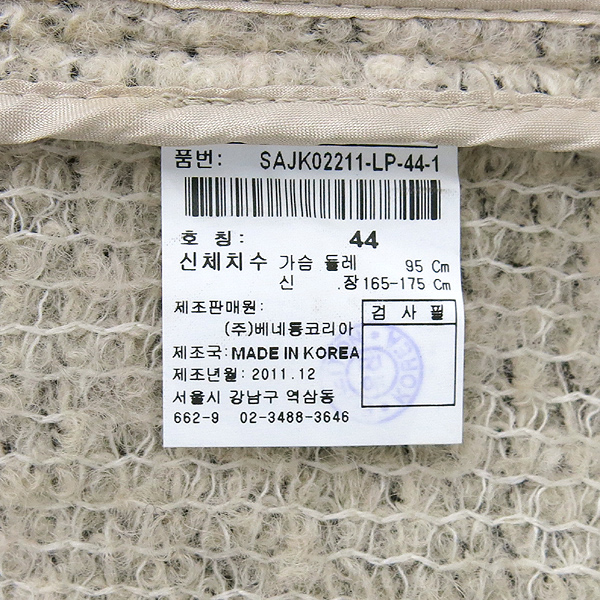 품번: SAJK02211-LP-44-1
호 칭: 44
신체치수 가슴 둘레 95 Cm
신 .장 165-175 Cm
제조판매원: 검 사 필
(주)베네통코리아
제조국: MADE IN KOREA
제조년월: 2011.12
서울시 강남구 역삼동
662-9 02-3488-3646